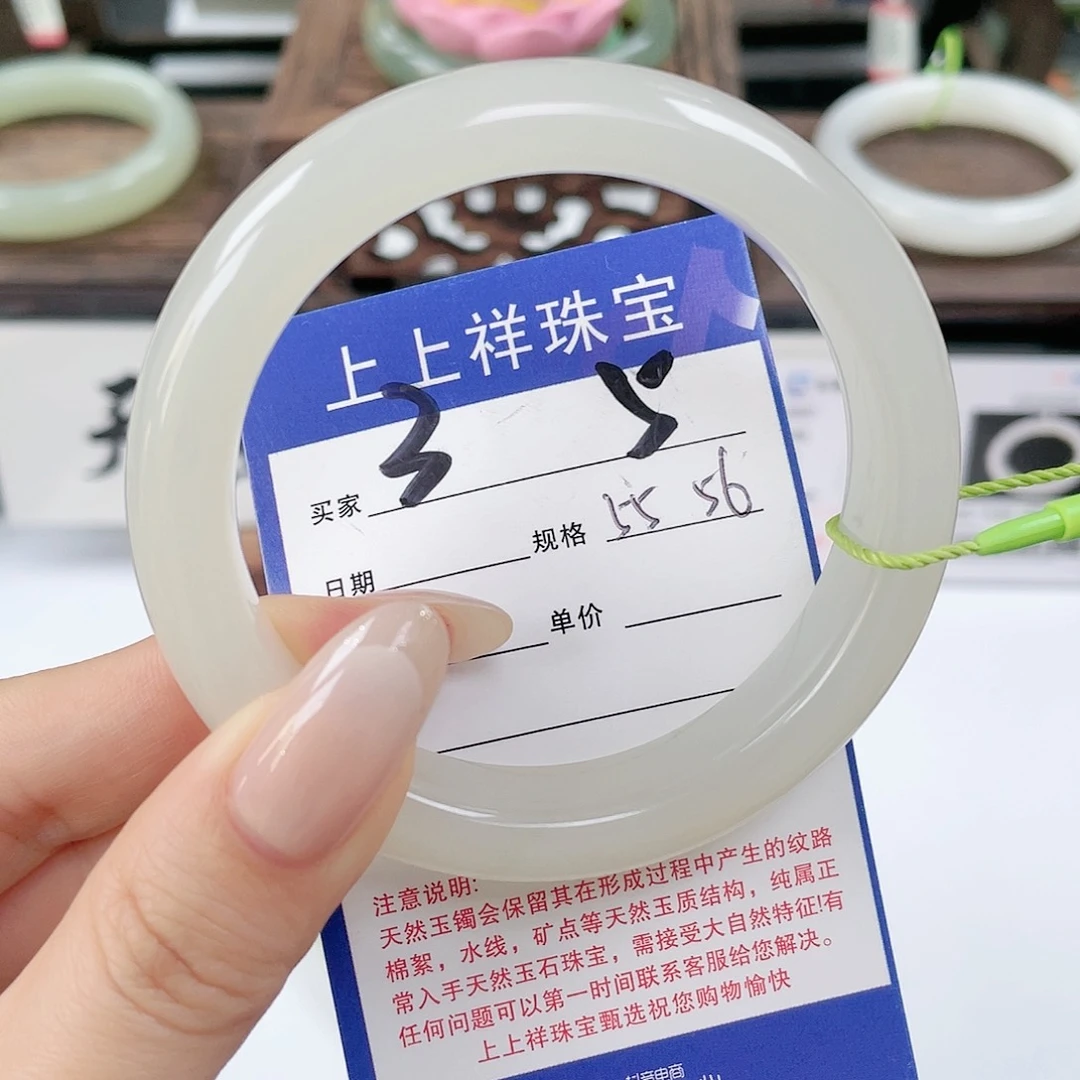 上上祥珠宝
3 5
买家
规格 55 56
日期
单价
注意说明:
天然玉镯会保留其在形成过程中产生的纹路
棉絮，水线，矿点等天然玉质结构，纯属正
常入手天然玉石珠宝，需接受大自然特征!有
任何问题可以第一时间联系客服给您解决。
上上祥珠宝甄选祝您购物愉快
抖音电商